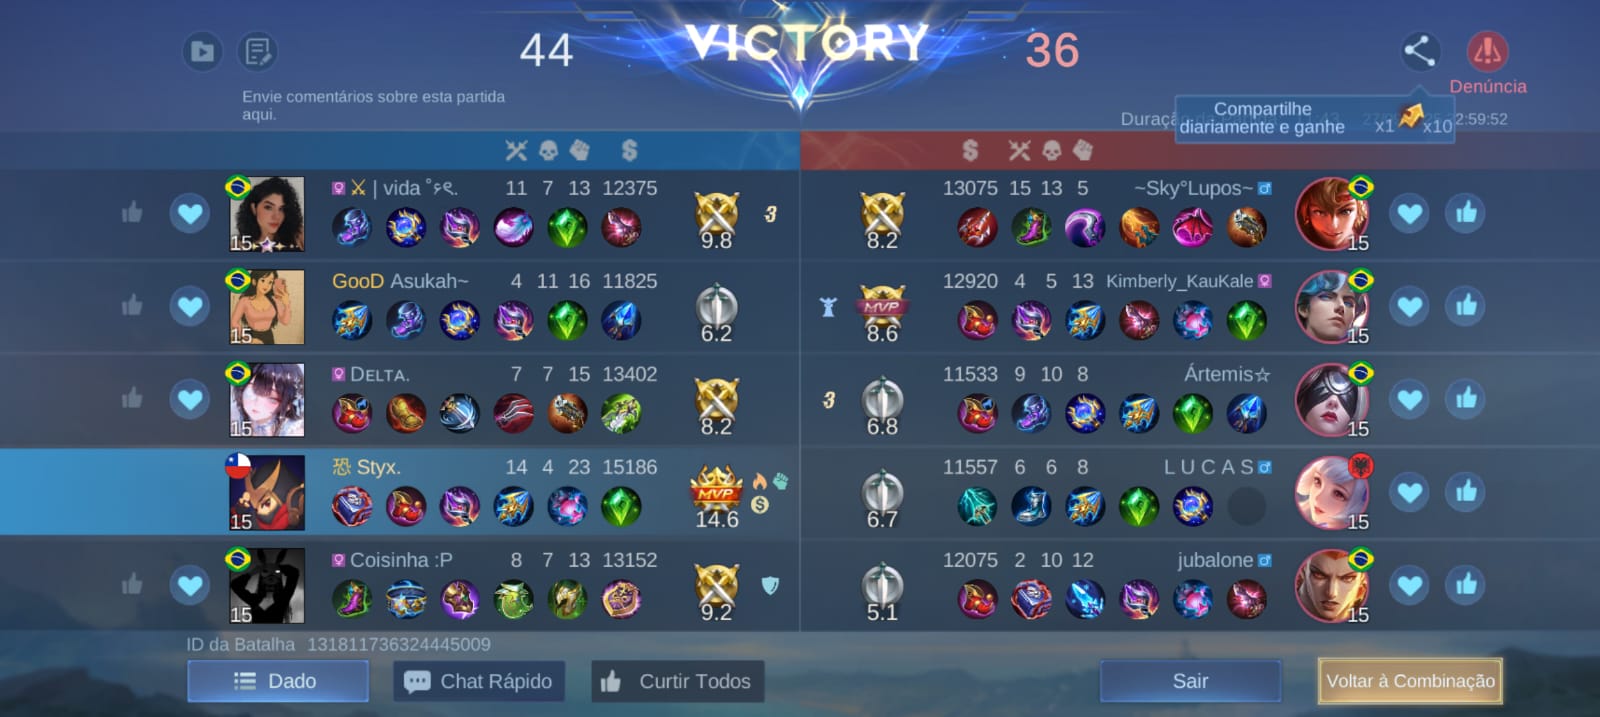 44 VICTORY 36
Denúncia
Envie comentários sobre esta partida
aqui.
Compartilhe
diariamente e ganhe x1 x10
Duraçã 2:59:52
| vida 11 7 13 12375
15 9.8 3
13075 15 13 5 ~Sky°Lupos~
8.2 15
GooD Asukah~ 4 11 16 11825
15 6.2
12920 4 5 13 Kimberly_KauKale
MVP
8.6 15
DELTA. 7 7 15 13402
15 8.2
11533 9 10 8 Ártemis☆
3 6.8 15
恐 Styx. 14 4 23 15186
MVP
15 14.6
11557 6 6 8 L U C A S
6.7 15
Coisinha :P 8 7 13 13152
15 9.2
12075 2 10 12 jubalone
5.1 15
ID da Batalha 131811736324445009
Dado
Chat Rápido
Curtir Todos
Sair
Voltar à Combinação